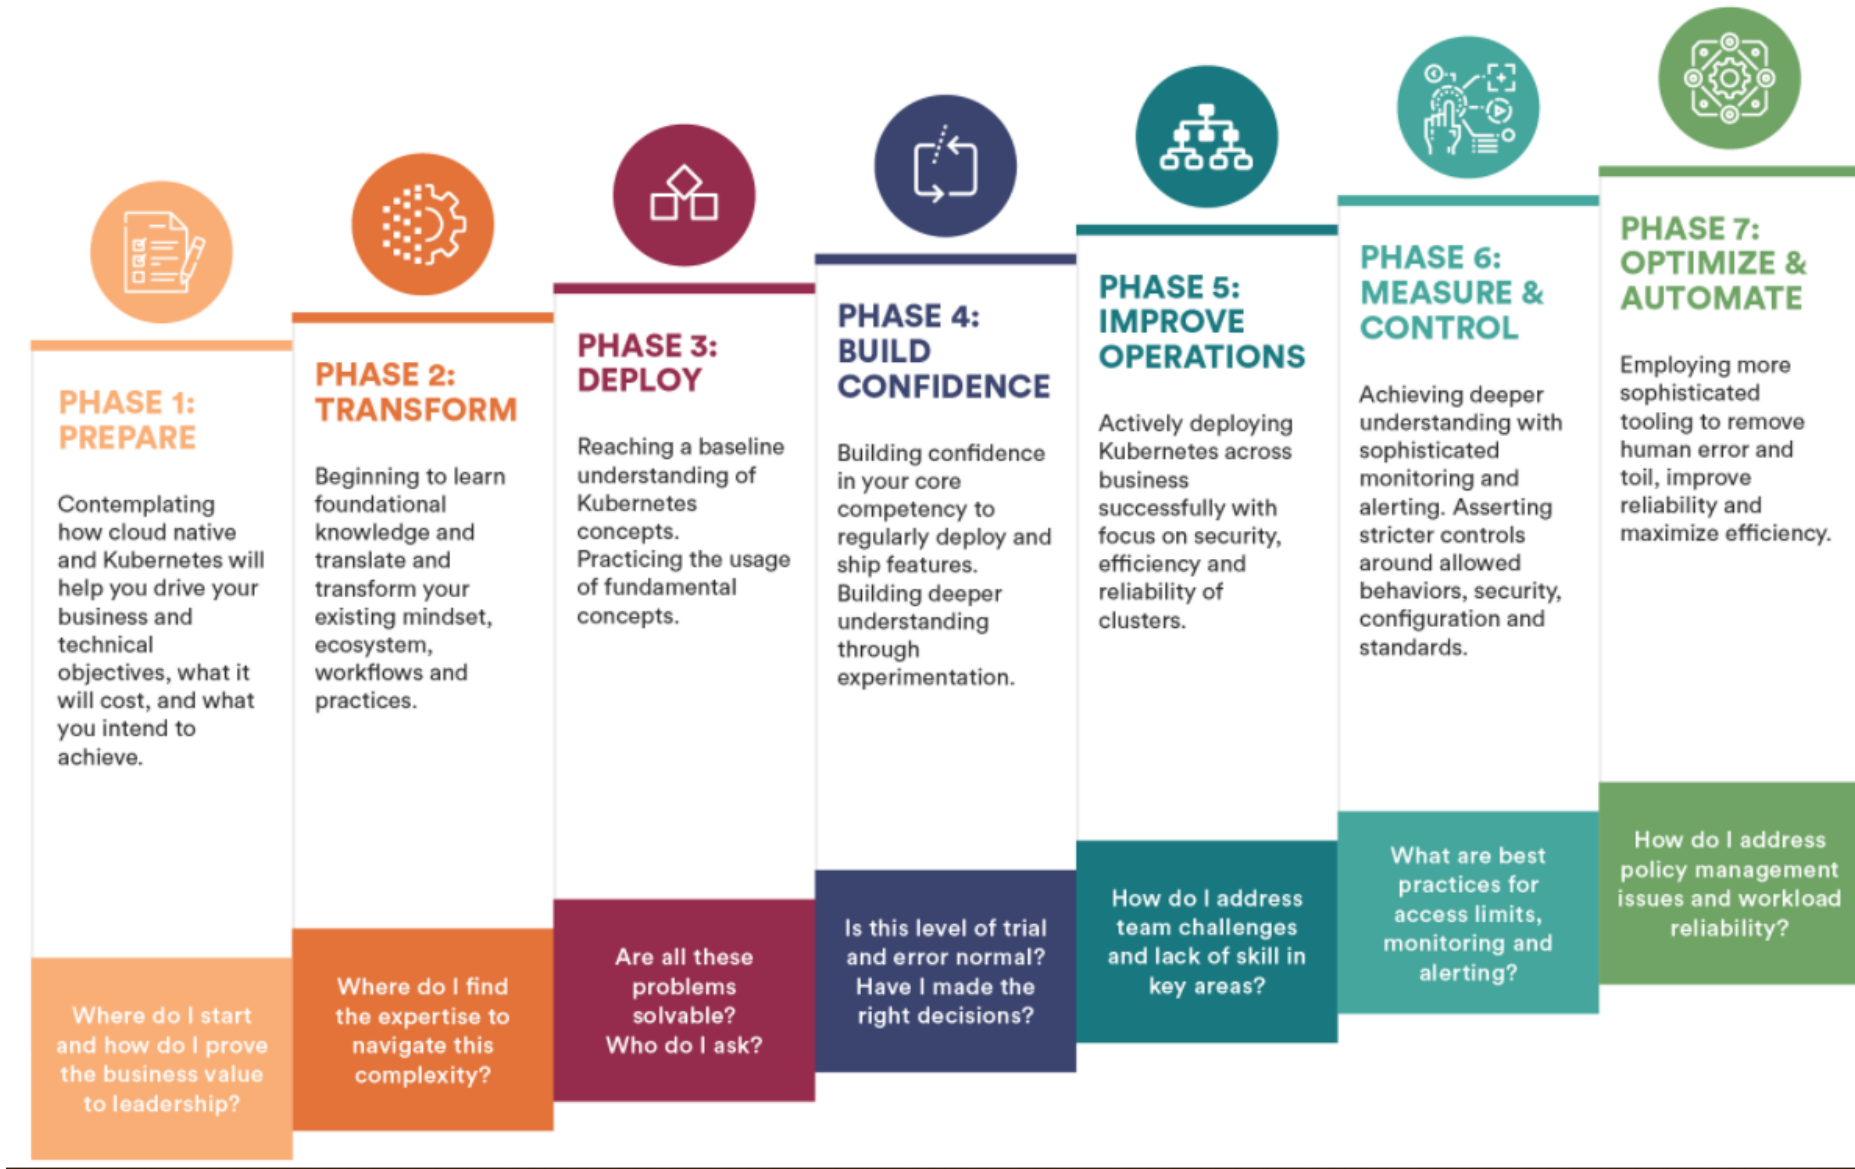 PHASE 1:
PREPARE
Contemplating
how cloud native
and Kubernetes will
help you drive your
business and
technical
objectives, what it
will cost, and what
you intend to
achieve.
Where do I start
and how do I prove
the business value
to leadership?
PHASE 2:
TRANSFORM
Beginning to learn
foundational
knowledge and
translate and
transform your
existing mindset,
ecosystem,
workflows and
practices.
Where do I find
the expertise to
navigate this
complexity?
PHASE 3:
DEPLOY
Reaching a baseline
understanding of
Kubernetes
concepts.
Practicing the usage
of fundamental
concepts.
Are all these
problems
solvable?
Who do I ask?
PHASE 4:
BUILD
CONFIDENCE
Building confidence
in your core
competency to
regularly deploy and
ship features.
Building deeper
understanding
through
experimentation.
Is this level of trial
and error normal?
Have I made the
right decisions?
PHASE 5:
IMPROVE
OPERATIONS
Actively deploying
Kubernetes across
business
successfully with
focus on security,
efficiency and
reliability of
clusters.
How do I address
team challenges
and lack of skill in
key areas?
PHASE 6:
MEASURE &
CONTROL
Achieving deeper
understanding with
sophisticated
monitoring and
alerting. Asserting
stricter controls
around allowed
behaviors, security,
configuration and
standards.
What are best
practices for
access limits,
monitoring and
alerting?
PHASE 7:
OPTIMIZE &
AUTOMATE
Employing more
sophisticated
tooling to remove
human error and
toil, improve
reliability and
maximize efficiency.
How do I address
policy management
issues and workload
reliability?